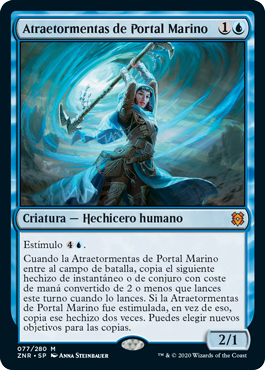 Atraetormentas de Portal Marino 1
Criatura — Hechicero humano
Estímulo 4.
Cuando la Atraetormentas de Portal Marino
entre al campo de batalla, copia el siguiente
hechizo de instantáneo o de conjuro con coste
de maná convertido de 2 o menos que lances
este turno cuando lo lances. Si la Atraetormentas
de Portal Marino fue estimulada, en vez de eso,
copia ese hechizo dos veces. Puedes elegir nuevos
objetivos para las copias.
2/1
077/280 M
ZNR • SP Anna Steinbauer
™ & © 2020 Wizards of the Coast